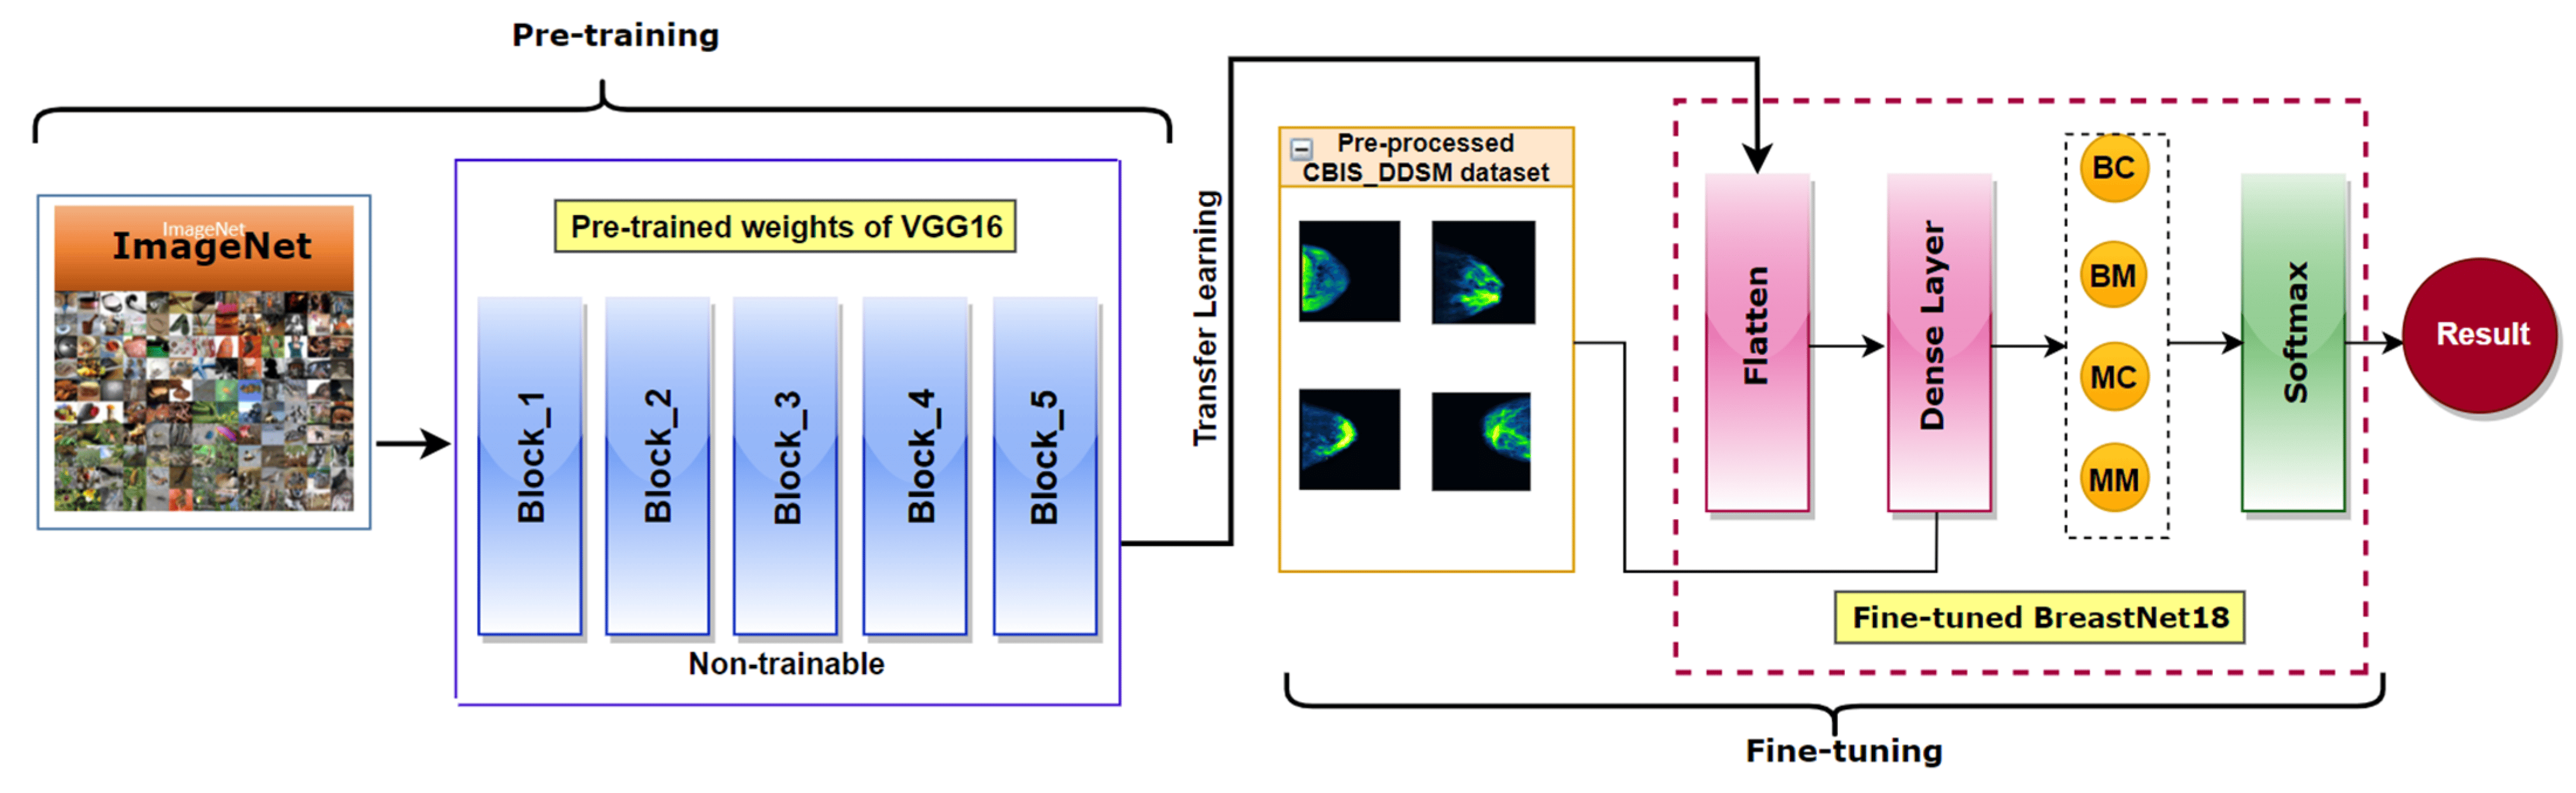 Pre-training
ImageNet
ImageNet
Pre-trained weights of VGG16
Block_1
Block_2
Block_3
Block_4
Block_5
Non-trainable
Transfer Learning
Pre-processed
CBIS_DDSM dataset
Flatten
Dense Layer
BC
BM
MC
MM
Softmax
Result
Fine-tuned BreastNet18
Fine-tuning